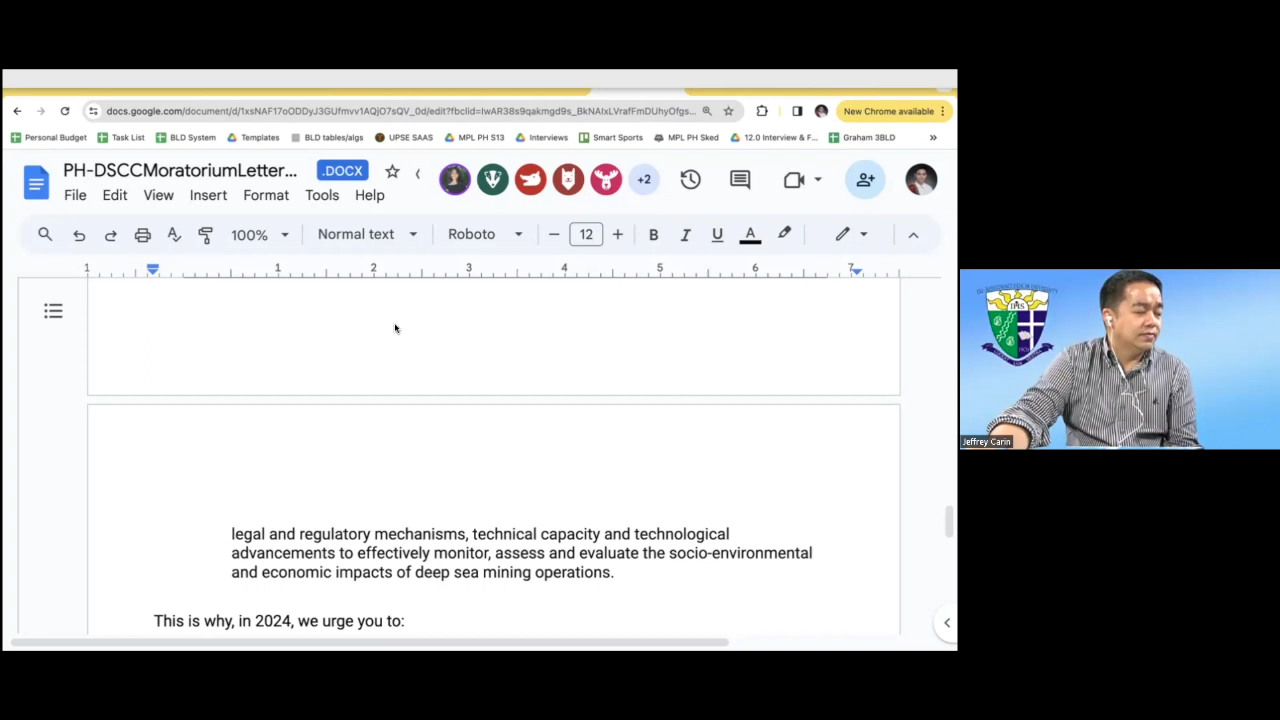 docs.google.com/document/d/1xsNAF17oODDyJ3GUfmvv1AQjO7sQV_0d/edit?fbclid=IwAR38s9qakmgd9s_BkNAIxLVrafFmDUhyOfgs...
New Chrome available
Personal Budget Task List BLD System Templates BLD tables/algs UPSE SAAS MPL PH S13 Interviews Smart Sports MPL PH Sked 12.0 Interview & F... Graham 3BLD »
PH-DSCCMoratoriumLetter... .DOCX
+2
File Edit View Insert Format Tools Help
100% Normal text Roboto 12 B I U A
1 1 2 3 4 5 6 7
legal and regulatory mechanisms, technical capacity and technological
advancements to effectively monitor, assess and evaluate the socio-environmental
and economic impacts of deep sea mining operations.
This is why, in 2024, we urge you to:
Jeffrey Carin